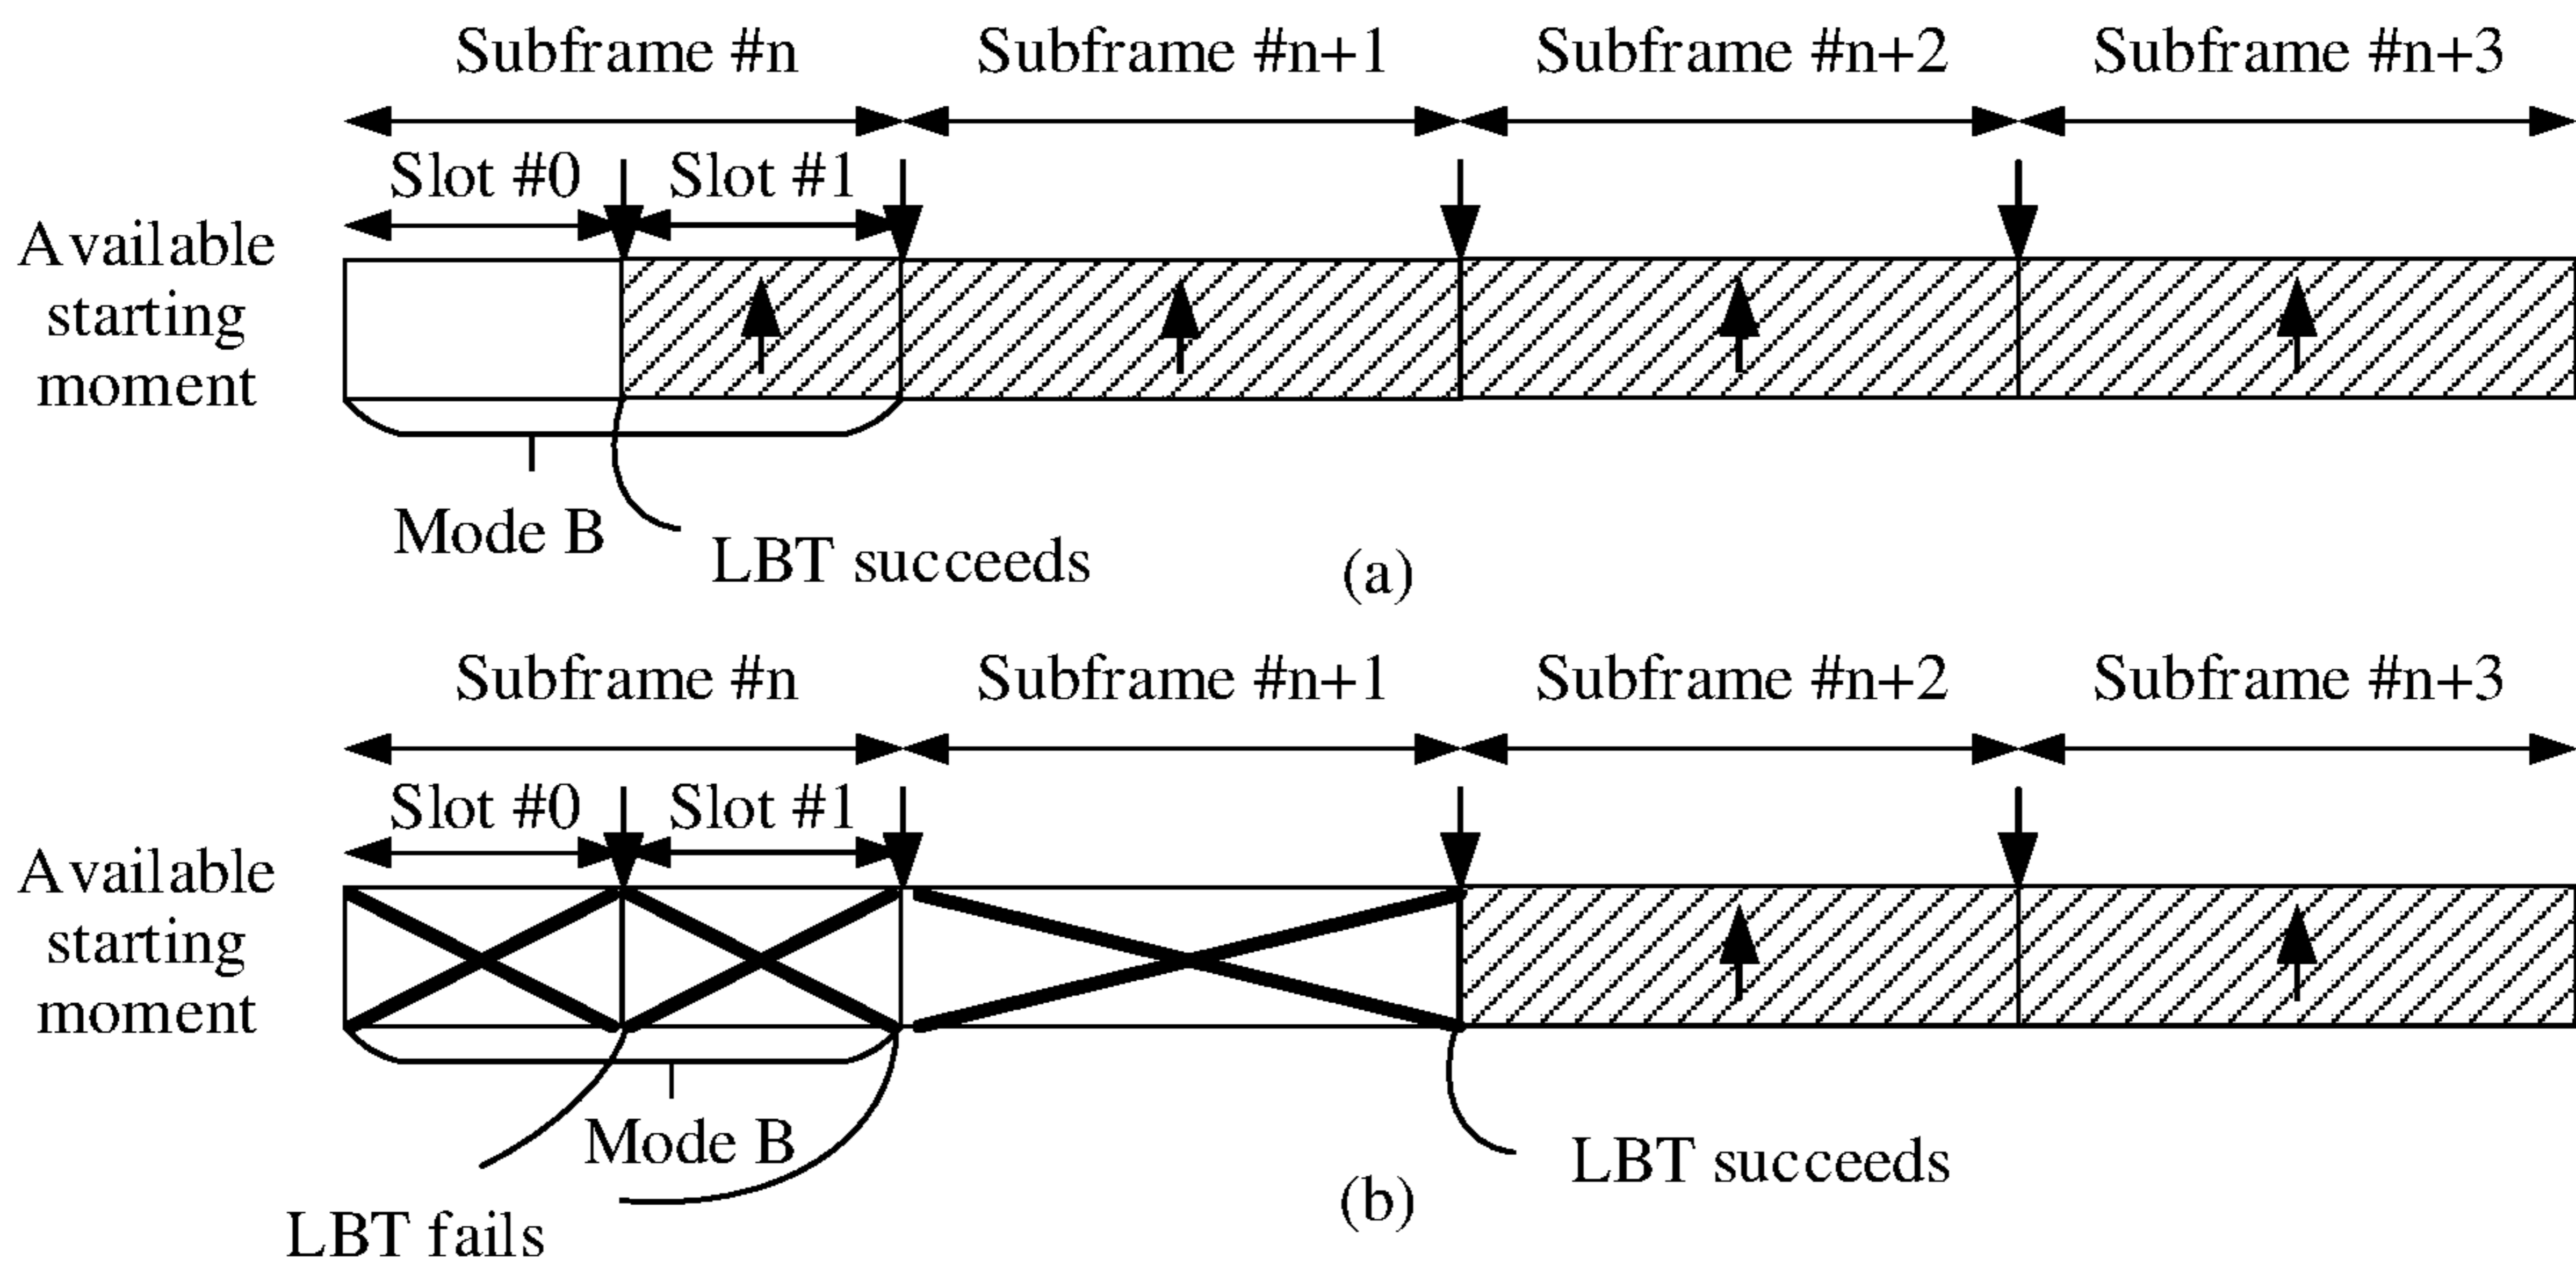 Subframe #n Subframe #n+1 Subframe #n+2 Subframe #n+3
Slot #0 Slot #1
Available
starting
moment
Mode B
LBT succeeds
(a)
Subframe #n Subframe #n+1 Subframe #n+2 Subframe #n+3
Slot #0 Slot #1
Available
starting
moment
Mode B
LBT succeeds
LBT fails
(b)